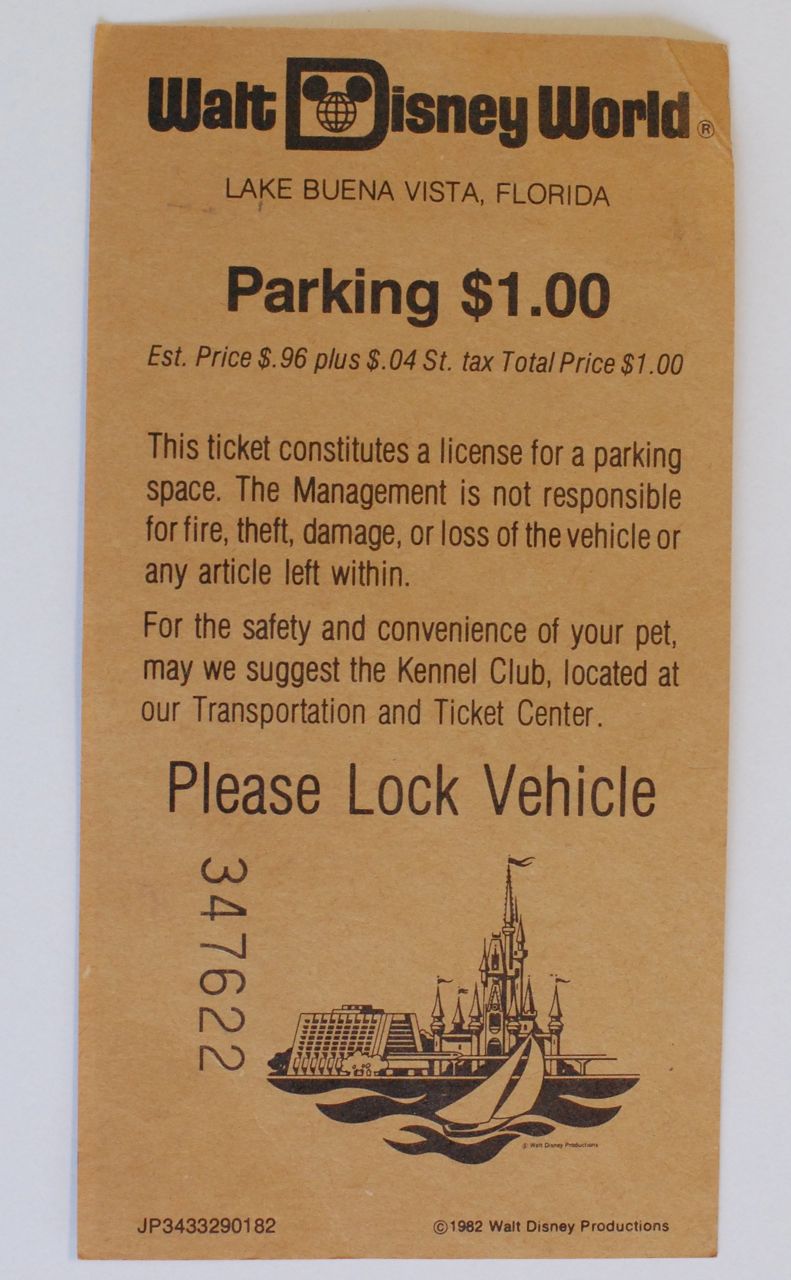 Walt Disney World ®
LAKE BUENA VISTA, FLORIDA
Parking $1.00
Est. Price $.96 plus $.04 St. tax Total Price $1.00
This ticket constitutes a license for a parking
space. The Management is not responsible
for fire, theft, damage, or loss of the vehicle or
any article left within.
For the safety and convenience of your pet,
may we suggest the Kennel Club, located at
our Transportation and Ticket Center.
Please Lock Vehicle
347622
© Walt Disney Productions
JP3433290182
©1982 Walt Disney Productions